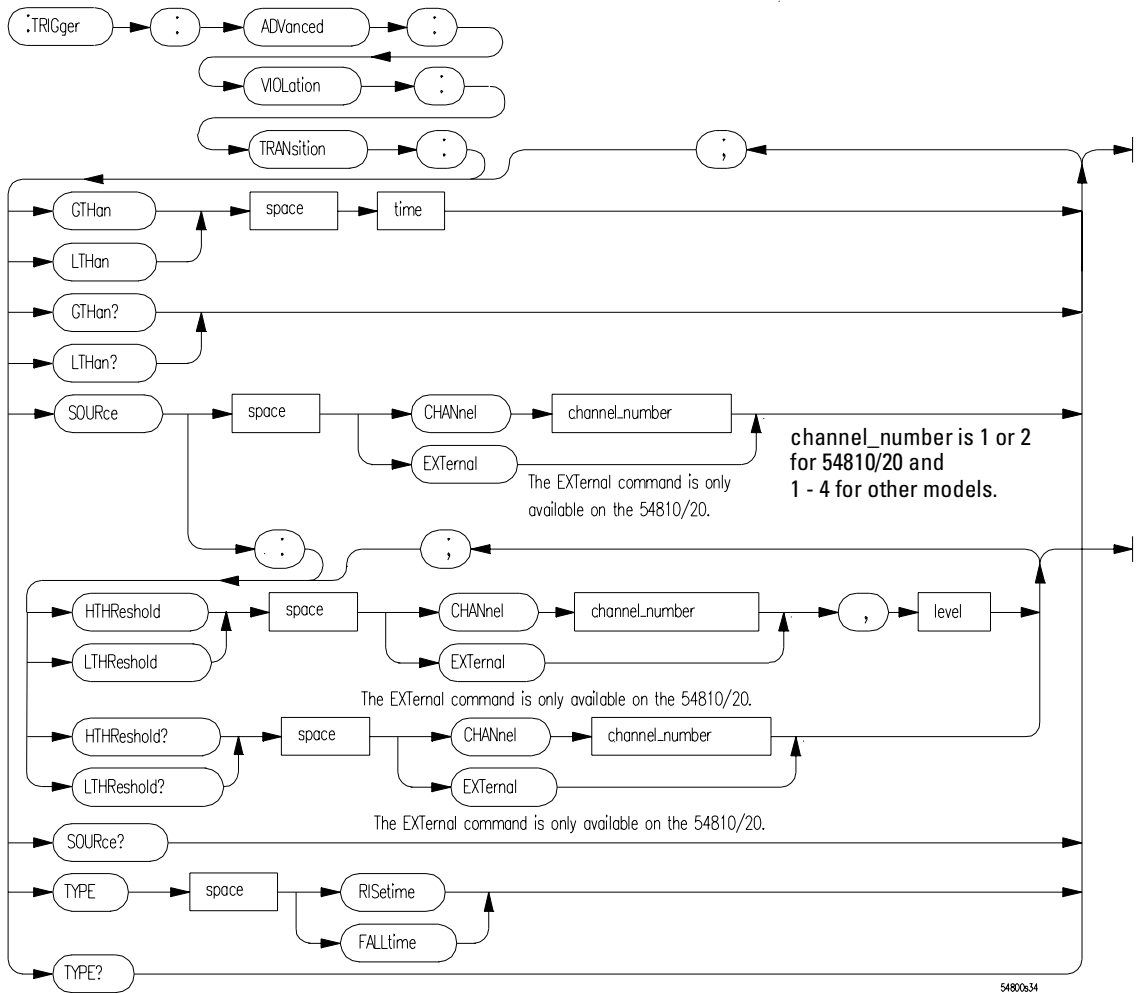 :TRIGger : ADVanced :
VIOLation :
TRANsition : ;
GTHan space time
LTHan
GTHan?
LTHan?
SOURce space CHANnel channel_number
EXTernal
The EXTernal command is only
available on the 54810/20.
channel_number is 1 or 2
for 54810/20 and
1 - 4 for other models.
: ;
HTHReshold space CHANnel channel_number , level
LTHReshold EXTernal
The EXTernal command is only available on the 54810/20.
HTHReshold? space CHANnel channel_number
LTHReshold? EXTernal
The EXTernal command is only available on the 54810/20.
SOURce?
TYPE space RISetime
FALLtime
TYPE?
54800s34